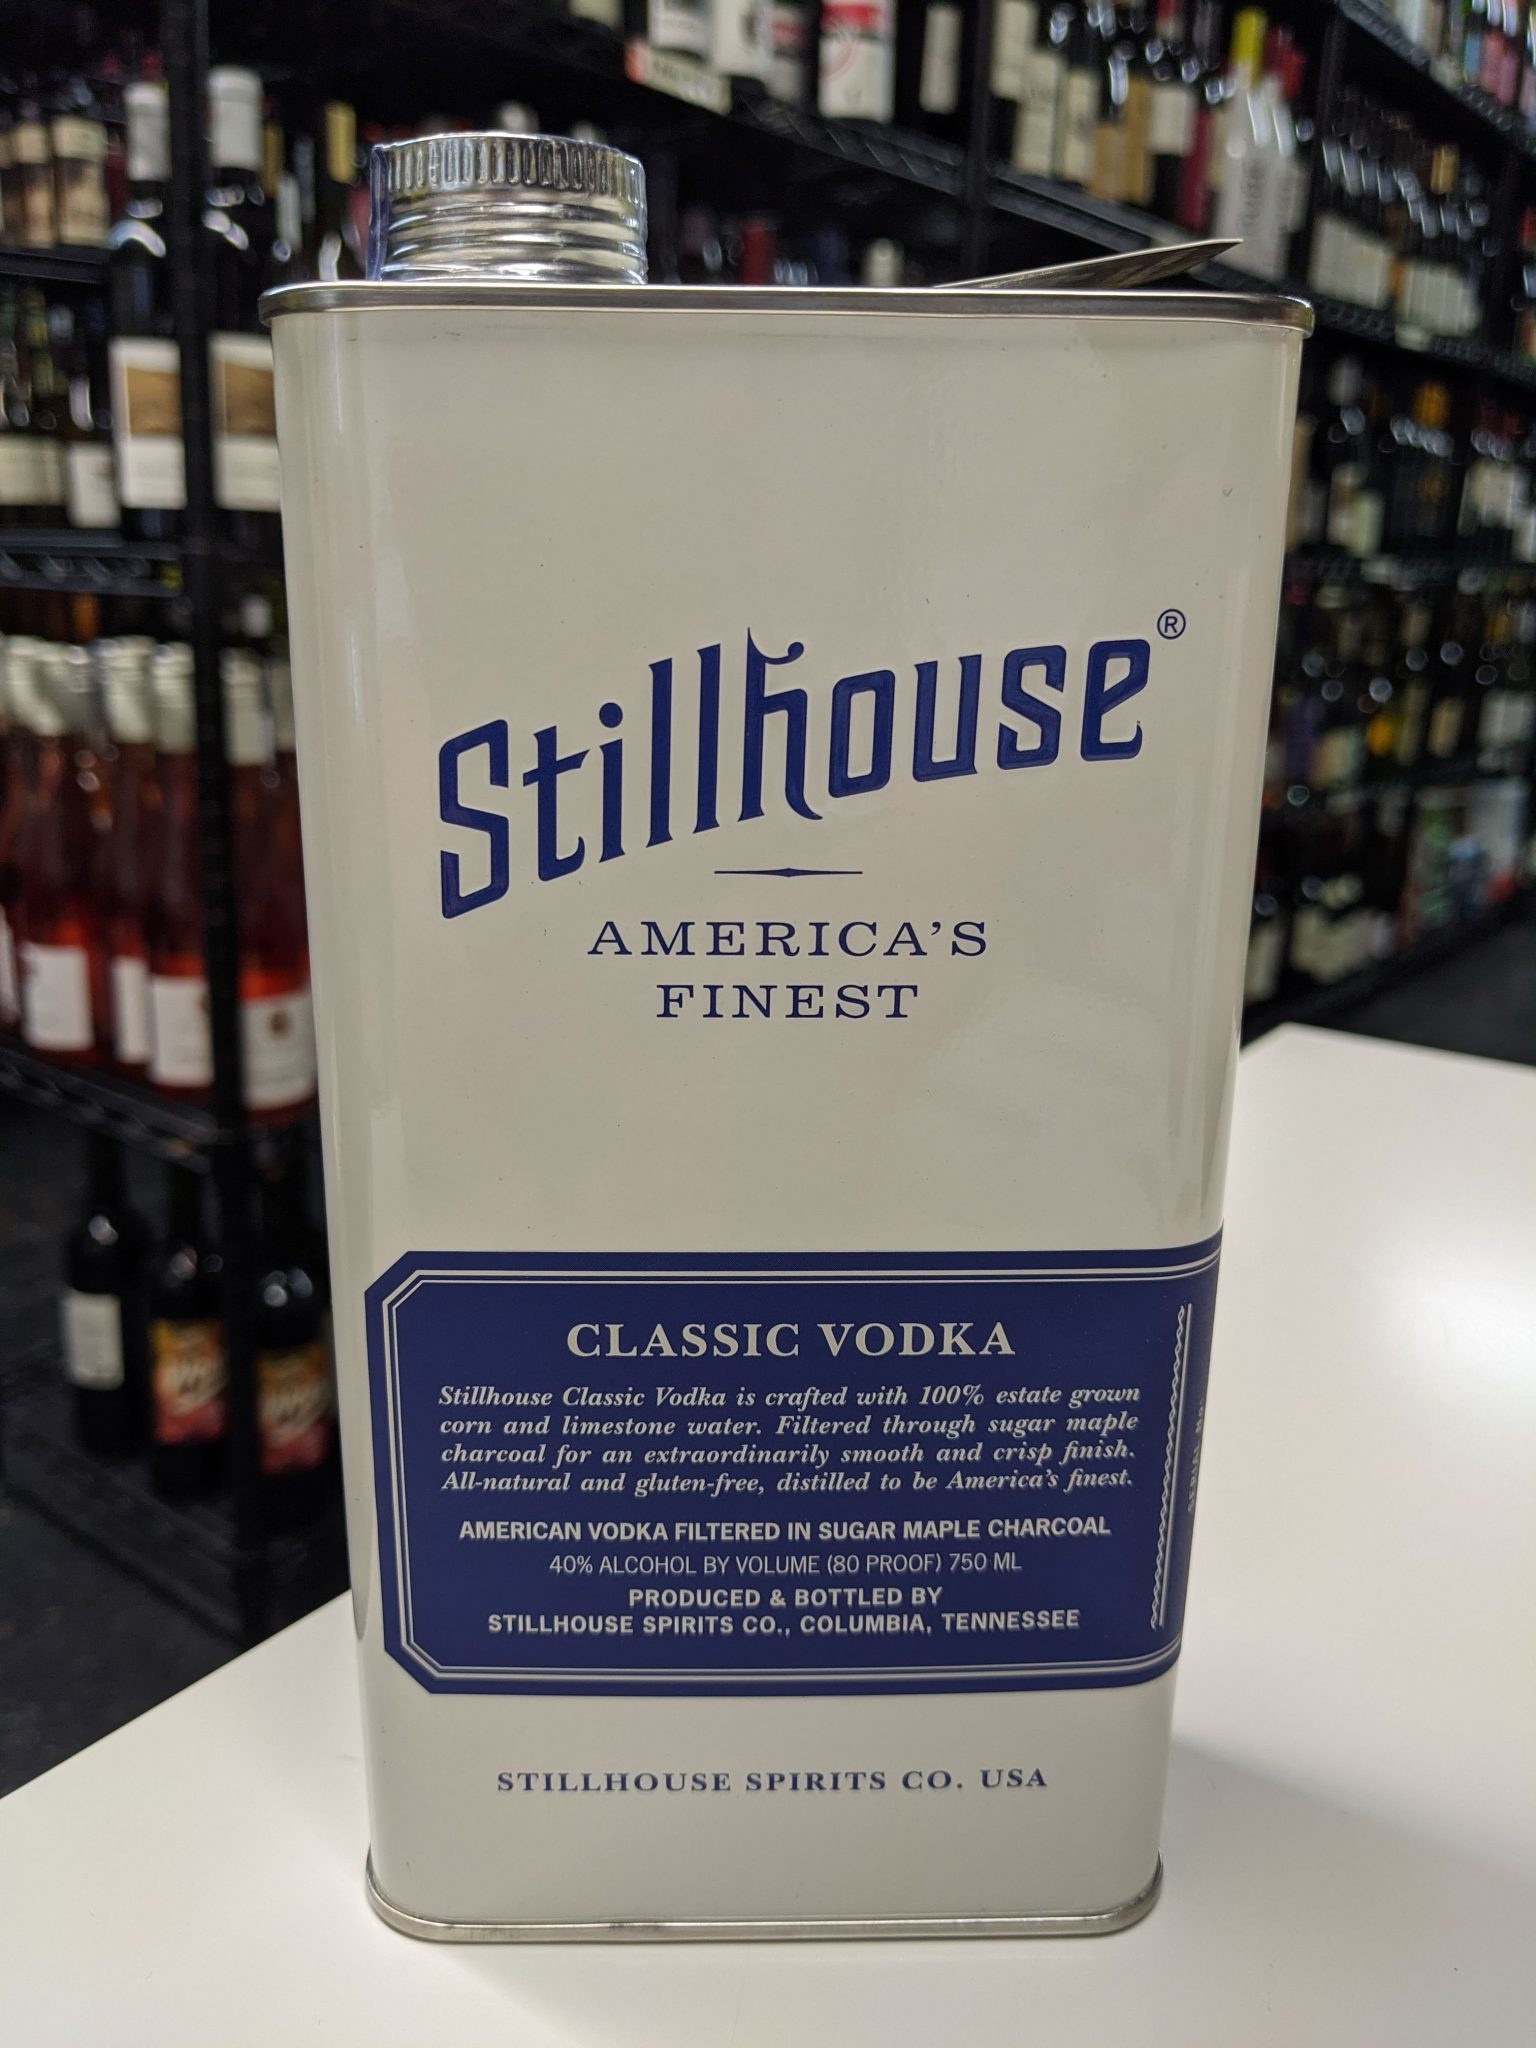 Stillhouse®
AMERICA'S
FINEST
CLASSIC VODKA
Stillhouse Classic Vodka is crafted with 100% estate grown
corn and limestone water. Filtered through sugar maple
charcoal for an extraordinarily smooth and crisp finish.
All-natural and gluten-free, distilled to be America's finest.
AMERICAN VODKA FILTERED IN SUGAR MAPLE CHARCOAL
40% ALCOHOL BY VOLUME (80 PROOF) 750 ML
PRODUCED & BOTTLED BY
STILLHOUSE SPIRITS CO., COLUMBIA, TENNESSEE
SERIAL No.
STILLHOUSE SPIRITS CO. USA